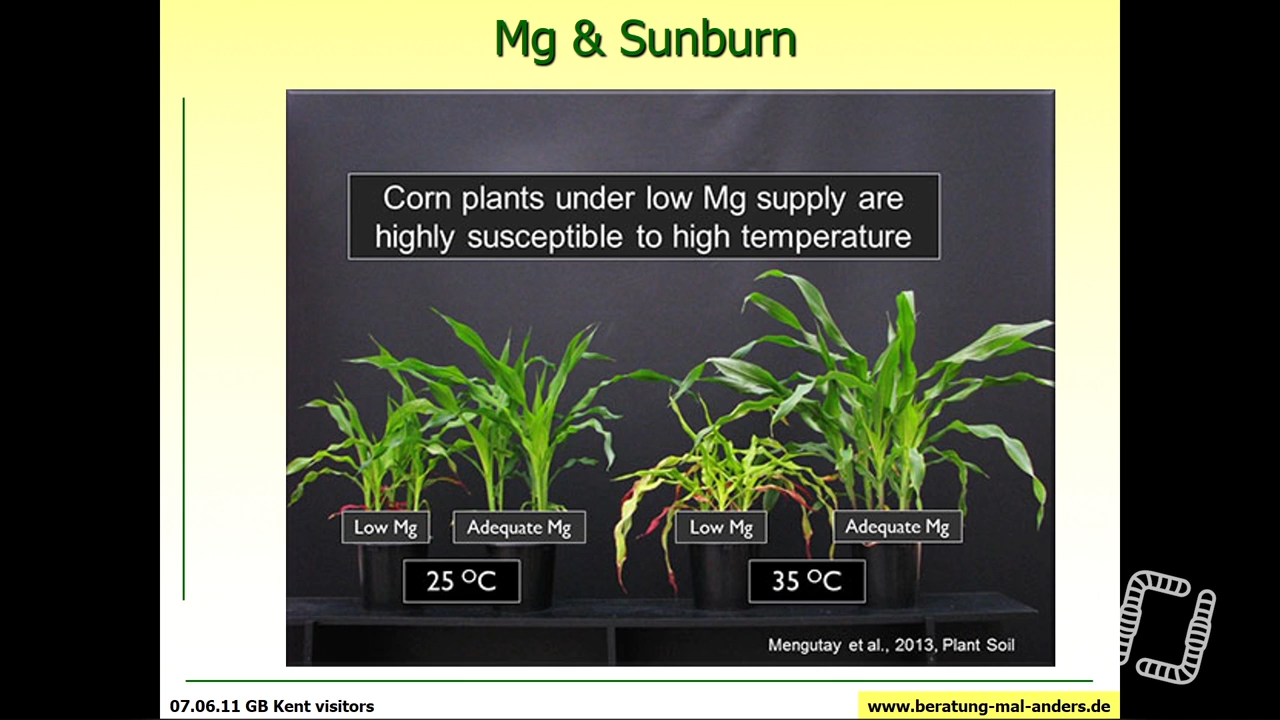 Mg & Sunburn
Corn plants under low Mg supply are
highly susceptible to high temperature
Low Mg
Adequate Mg
Low Mg
Adequate Mg
25 °C
35 °C
Mengutay et al., 2013, Plant Soil
07.06.11 GB Kent visitors
www.beratung-mal-anders.de